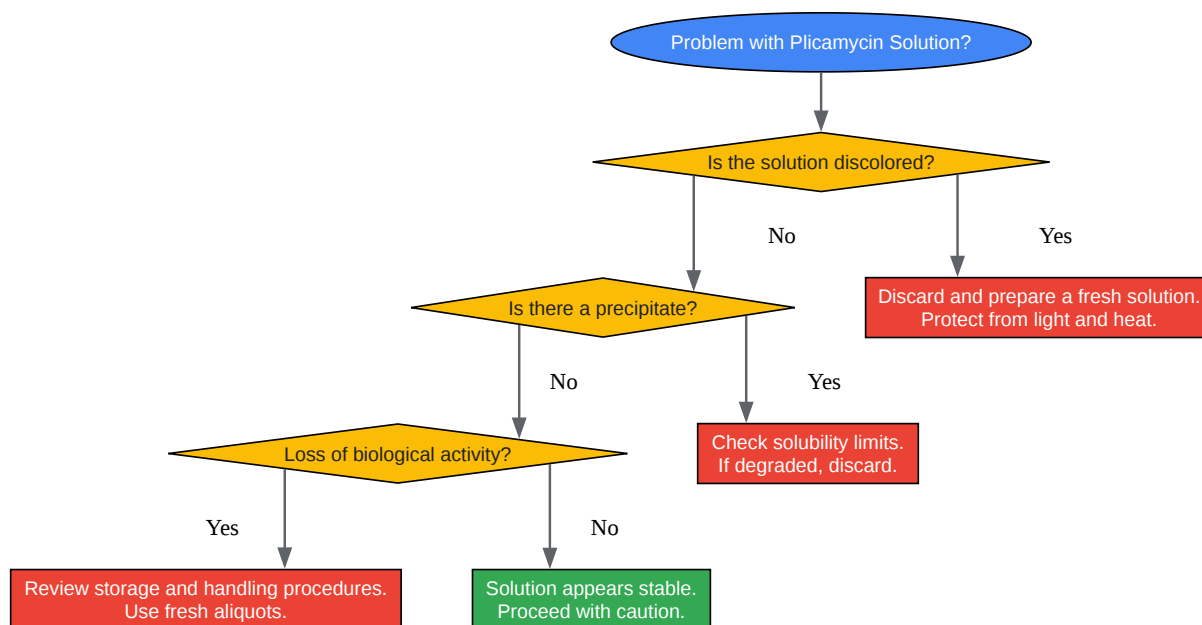 Problem with Plicamycin Solution?
Is the solution discolored?
No
Yes
Discard and prepare a fresh solution.
Protect from light and heat.
Is there a precipitate?
No
Yes
Check solubility limits.
If degraded, discard.
Loss of biological activity?
Yes
No
Review storage and handling procedures.
Use fresh aliquots.
Solution appears stable.
Proceed with caution.